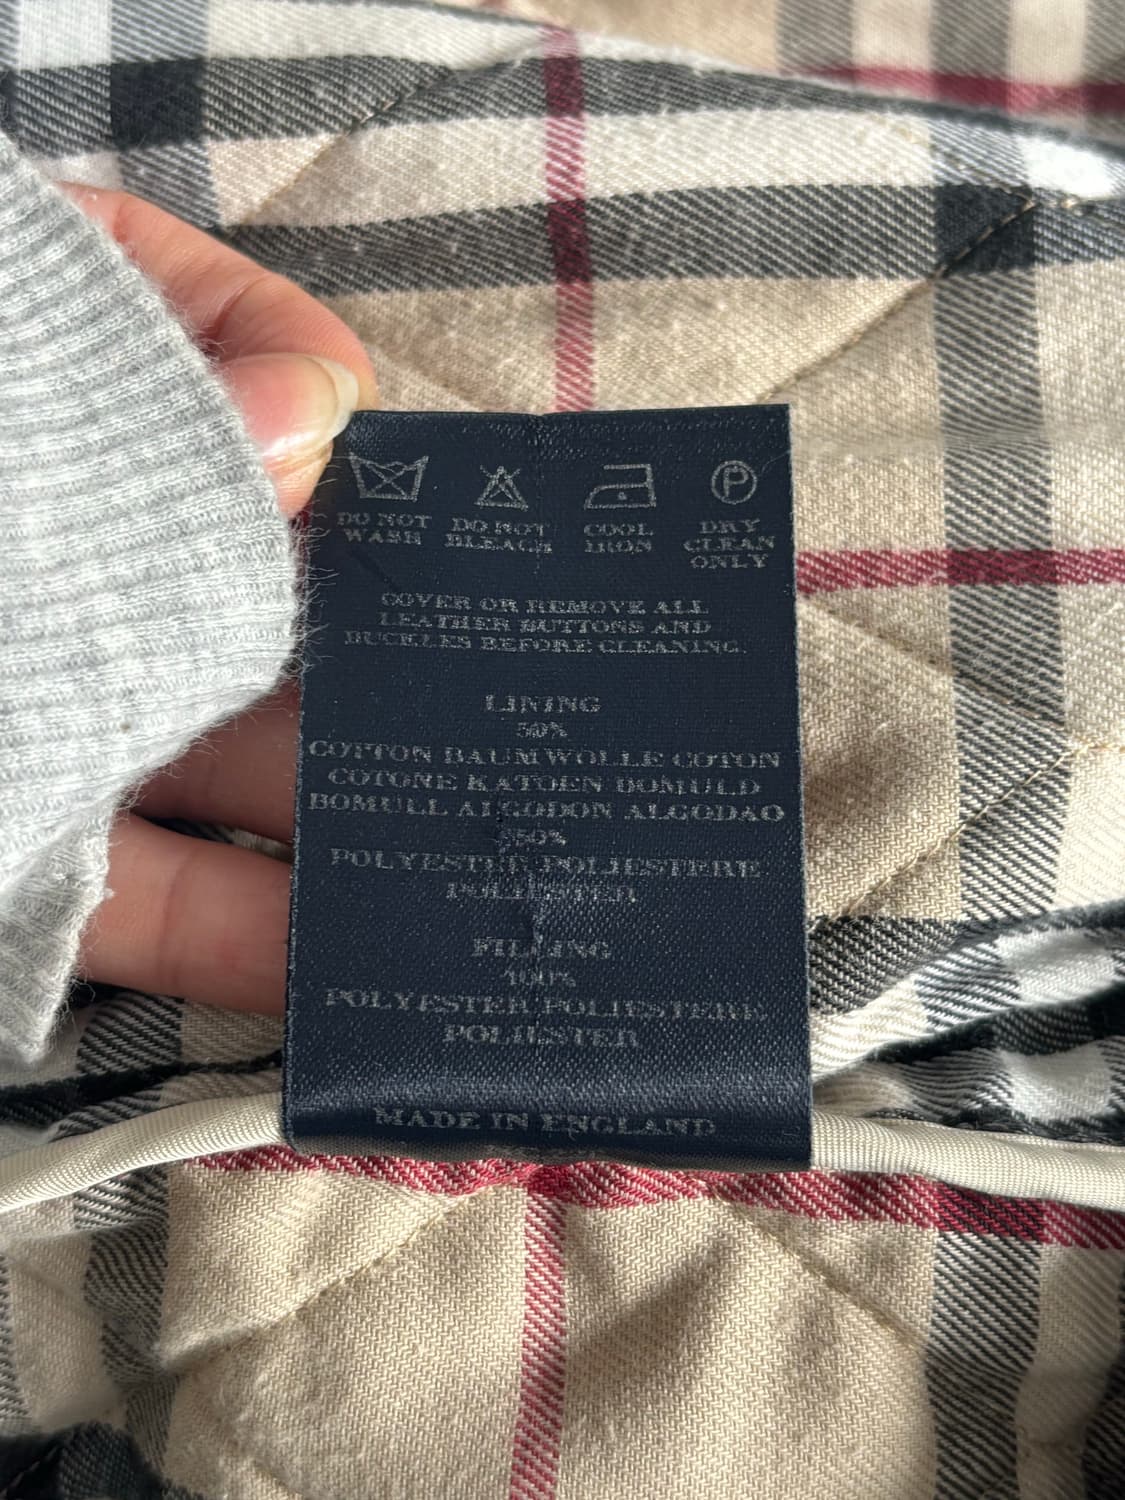 P
DO NOT WASH
DO NOT BLEACH
COOL IRON
DRY CLEAN ONLY
COVER OR REMOVE ALL
LEATHER BUTTONS AND
BUCKLES BEFORE CLEANING.
LINING
50%
COTTON BAUMWOLLE COTON
COTONE KATOEN BOMULD
BOMULL ALGODON ALGODAO
50%
POLYESTER POLIESTERE
POLIESTER
FILLING
100%
POLYESTER POLIESTERE
POLIESTER
MADE IN ENGLAND